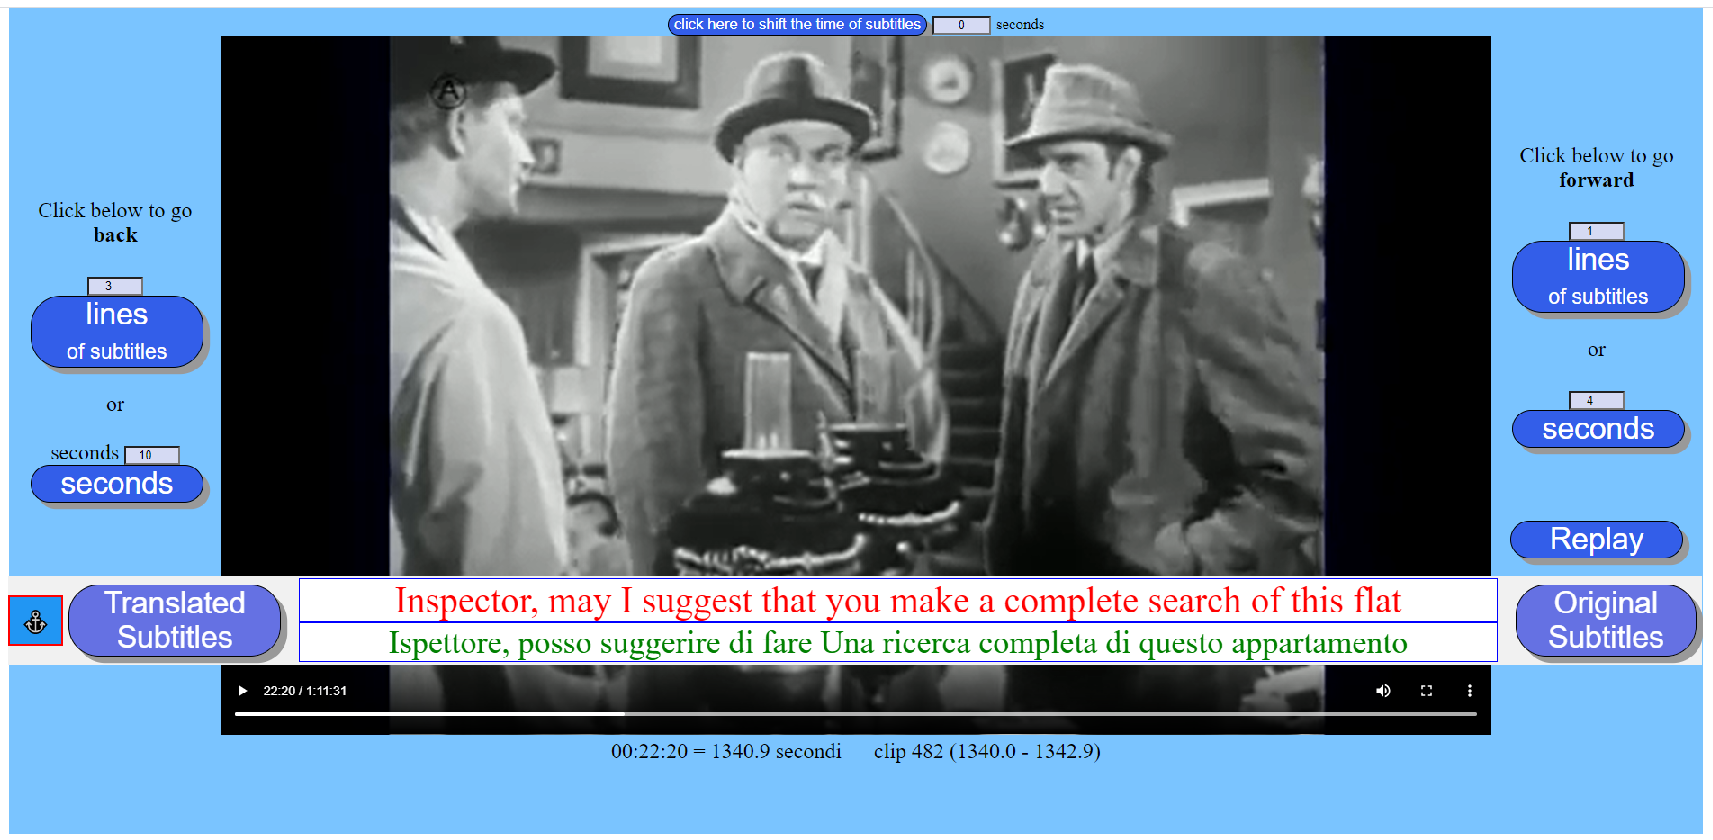 click here to shift the time of subtitles 0 seconds
A
Click below to go
back
3
lines
of subtitles
or
seconds 10
seconds
Click below to go
forward
1
lines
of subtitles
or
4
seconds
Replay
Translated
Subtitles
Inspector, may I suggest that you make a complete search of this flat
Ispettore, posso suggerire di fare Una ricerca completa di questo appartamento
Original
Subtitles
22:20 / 1:11:31
00:22:20 = 1340.9 secondi clip 482 (1340.0 - 1342.9)